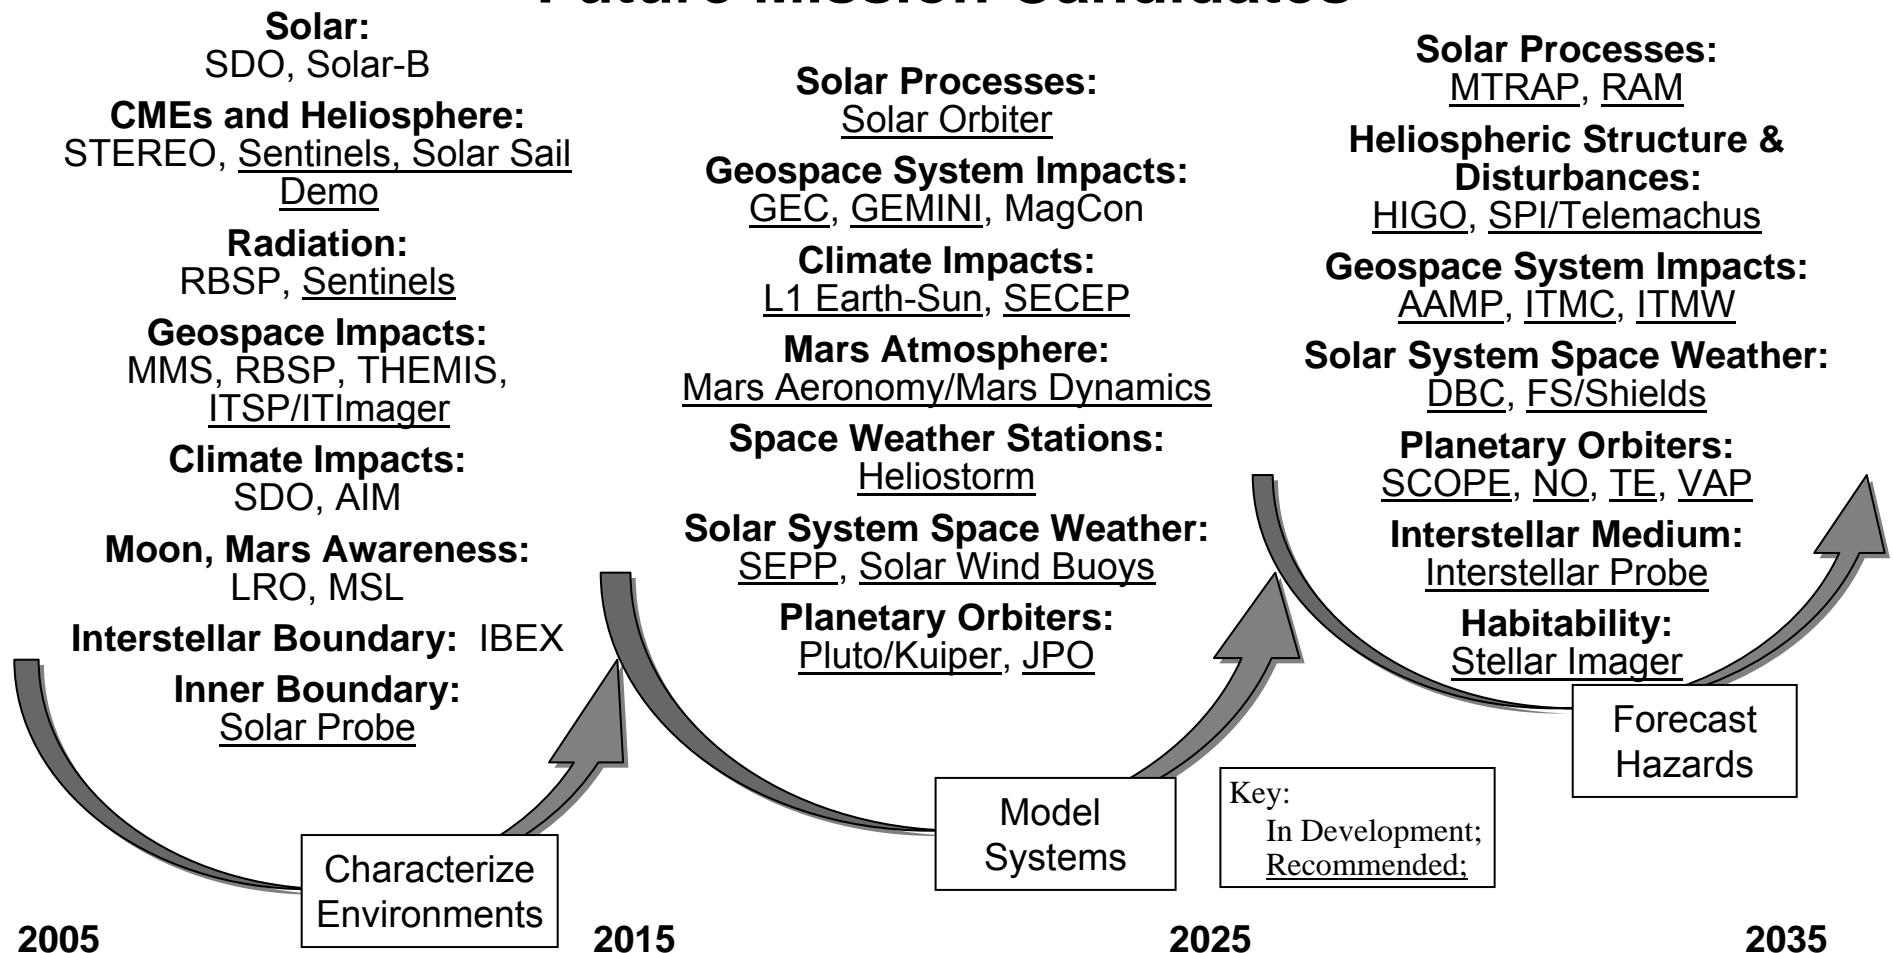 Future Mission Candidates
Solar:
SDO, Solar-B
CMEs and Heliosphere:
STEREO, Sentinels, Solar Sail
Demo
Radiation:
RBSP, Sentinels
Geospace Impacts:
MMS, RBSP, THEMIS,
ITSP/ITImager
Climate Impacts:
SDO, AIM
Moon, Mars Awareness:
LRO, MSL
Interstellar Boundary: IBEX
Inner Boundary:
Solar Probe
Characterize
Environments
Solar Processes:
Solar Orbiter
Geospace System Impacts:
GEC, GEMINI, MagCon
Climate Impacts:
L1 Earth-Sun, SECEP
Mars Atmosphere:
Mars Aeronomy/Mars Dynamics
Space Weather Stations:
Heliostorm
Solar System Space Weather:
SEPP, Solar Wind Buoys
Planetary Orbiters:
Pluto/Kuiper, JPO
Model
Systems
Solar Processes:
MTRAP, RAM
Heliospheric Structure &
Disturbances:
HIGO, SPI/Telemachus
Geospace System Impacts:
AAMP, ITMC, ITMW
Solar System Space Weather:
DBC, FS/Shields
Planetary Orbiters:
SCOPE, NO, TE, VAP
Interstellar Medium:
Interstellar Probe
Habitability:
Stellar Imager
Forecast
Hazards
Key:
In Development;
Recommended;
2005
2015
2025
2035